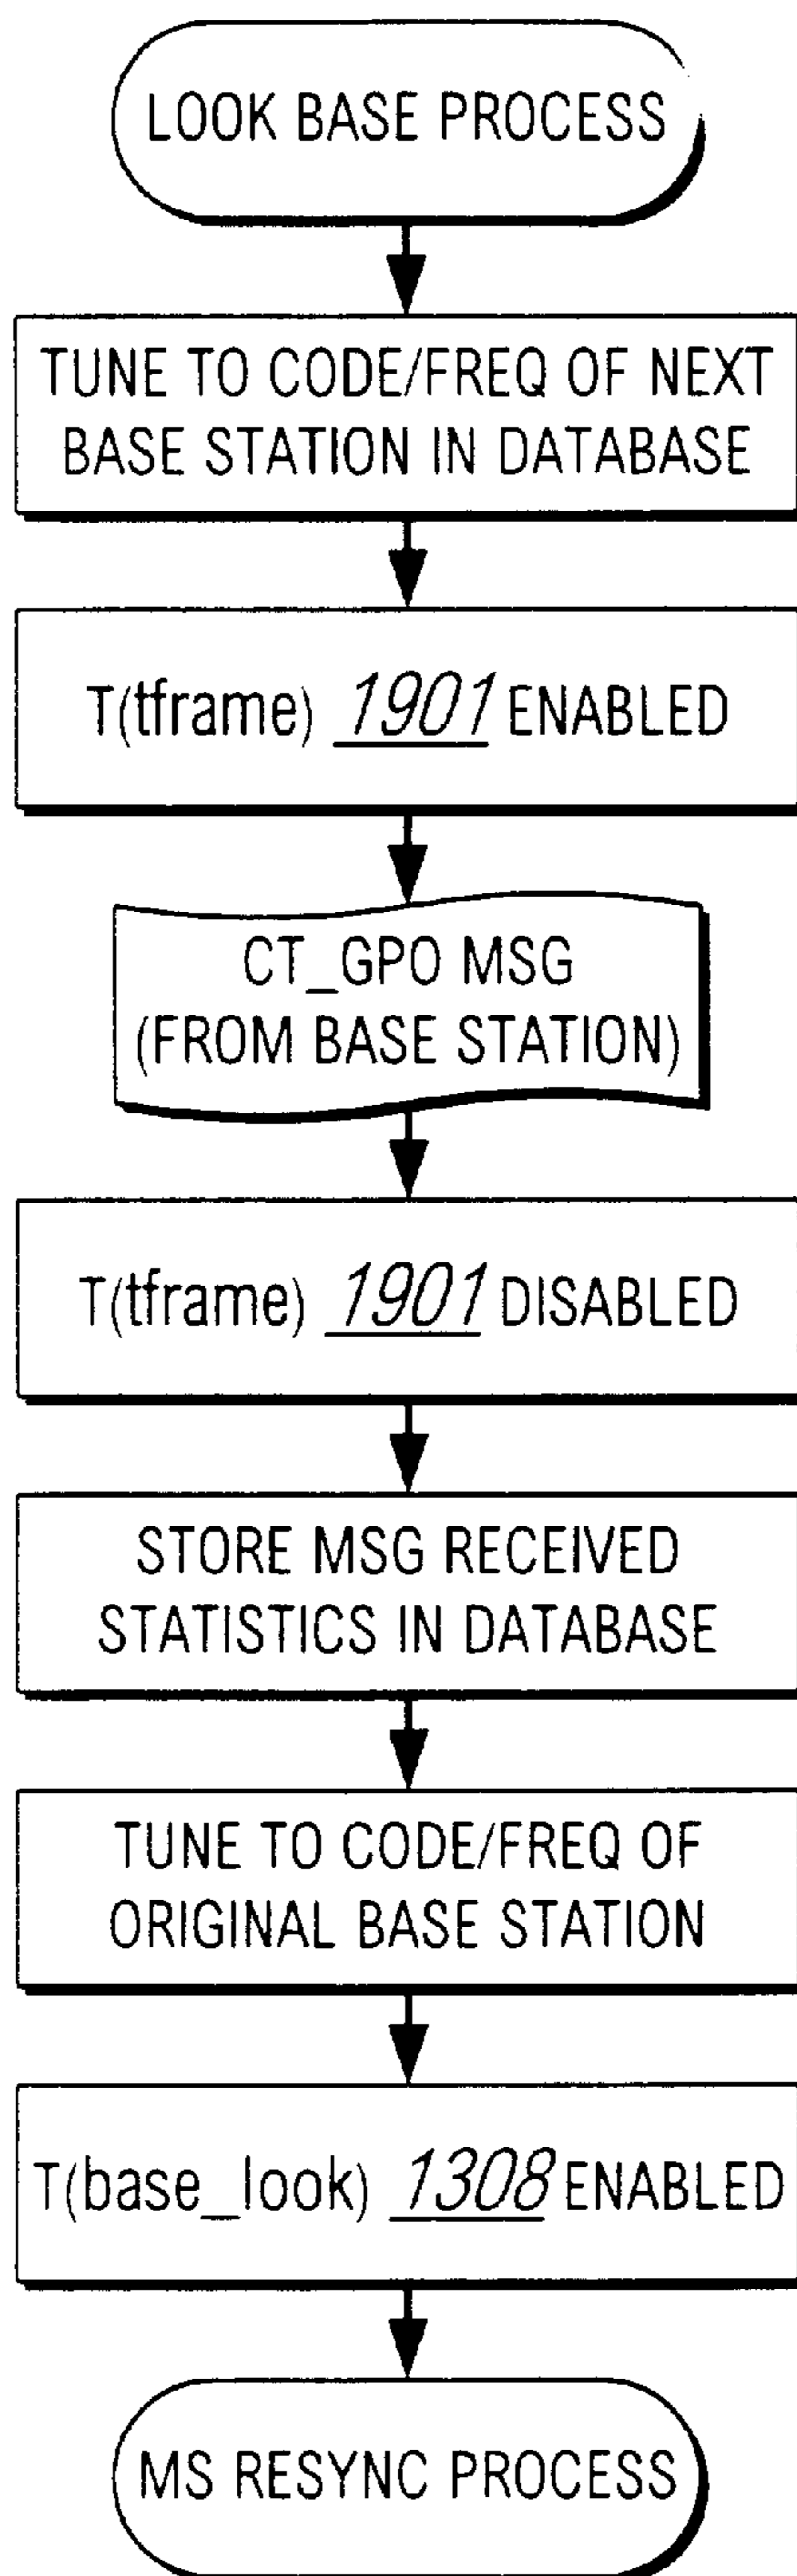 LOOK BASE PROCESS
TUNE TO CODE/FREQ OF NEXT
BASE STATION IN DATABASE
T(tframe) 1901 ENABLED
CT_GPO MSG
(FROM BASE STATION)
T(tframe) 1901 DISABLED
STORE MSG RECEIVED
STATISTICS IN DATABASE
TUNE TO CODE/FREQ OF
ORIGINAL BASE STATION
T(base_look) 1308 ENABLED
MS RESYNC PROCESS